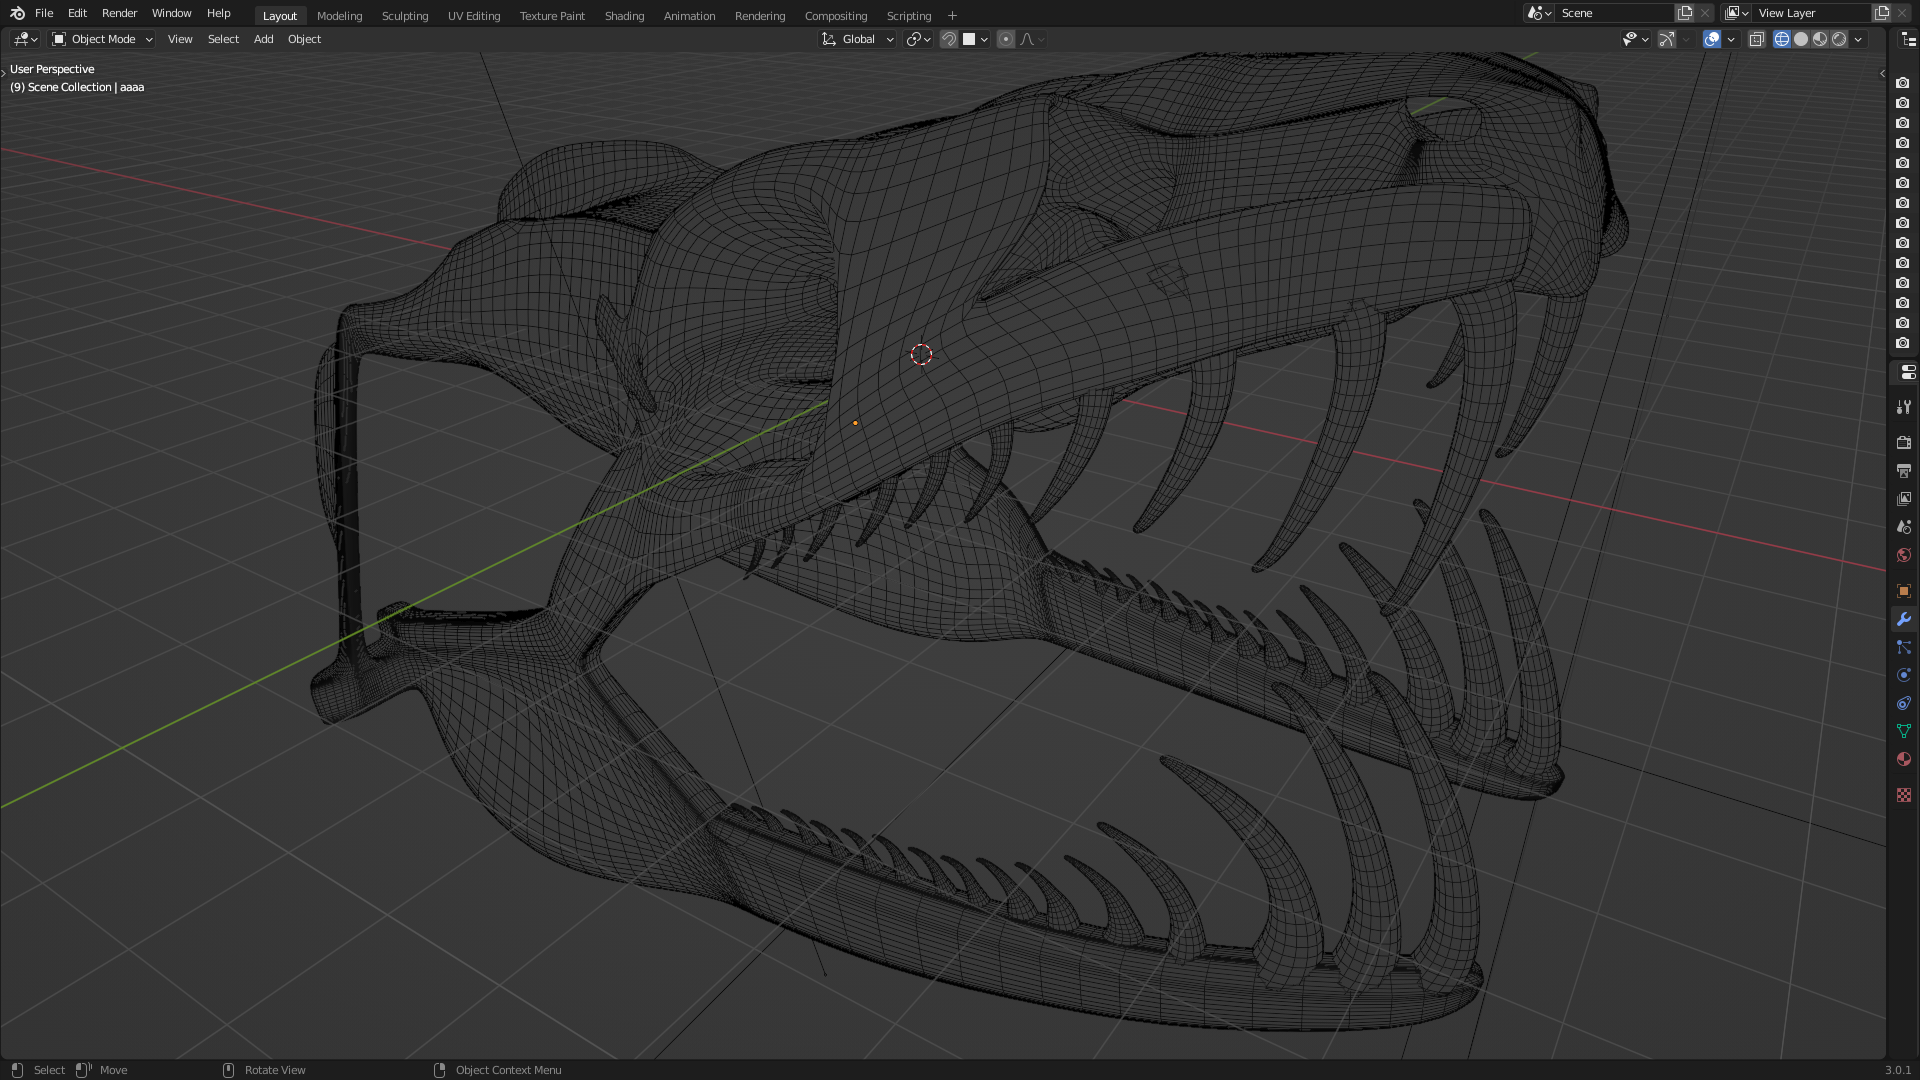 File Edit Render Window Help Layout Modeling Sculpting UV Editing Texture Paint Shading Animation Rendering Compositing Scripting + Scene View Layer
Object Mode View Select Add Object Global
User Perspective
(9) Scene Collection | aaaa
Select Move Rotate View Object Context Menu 3.0.1